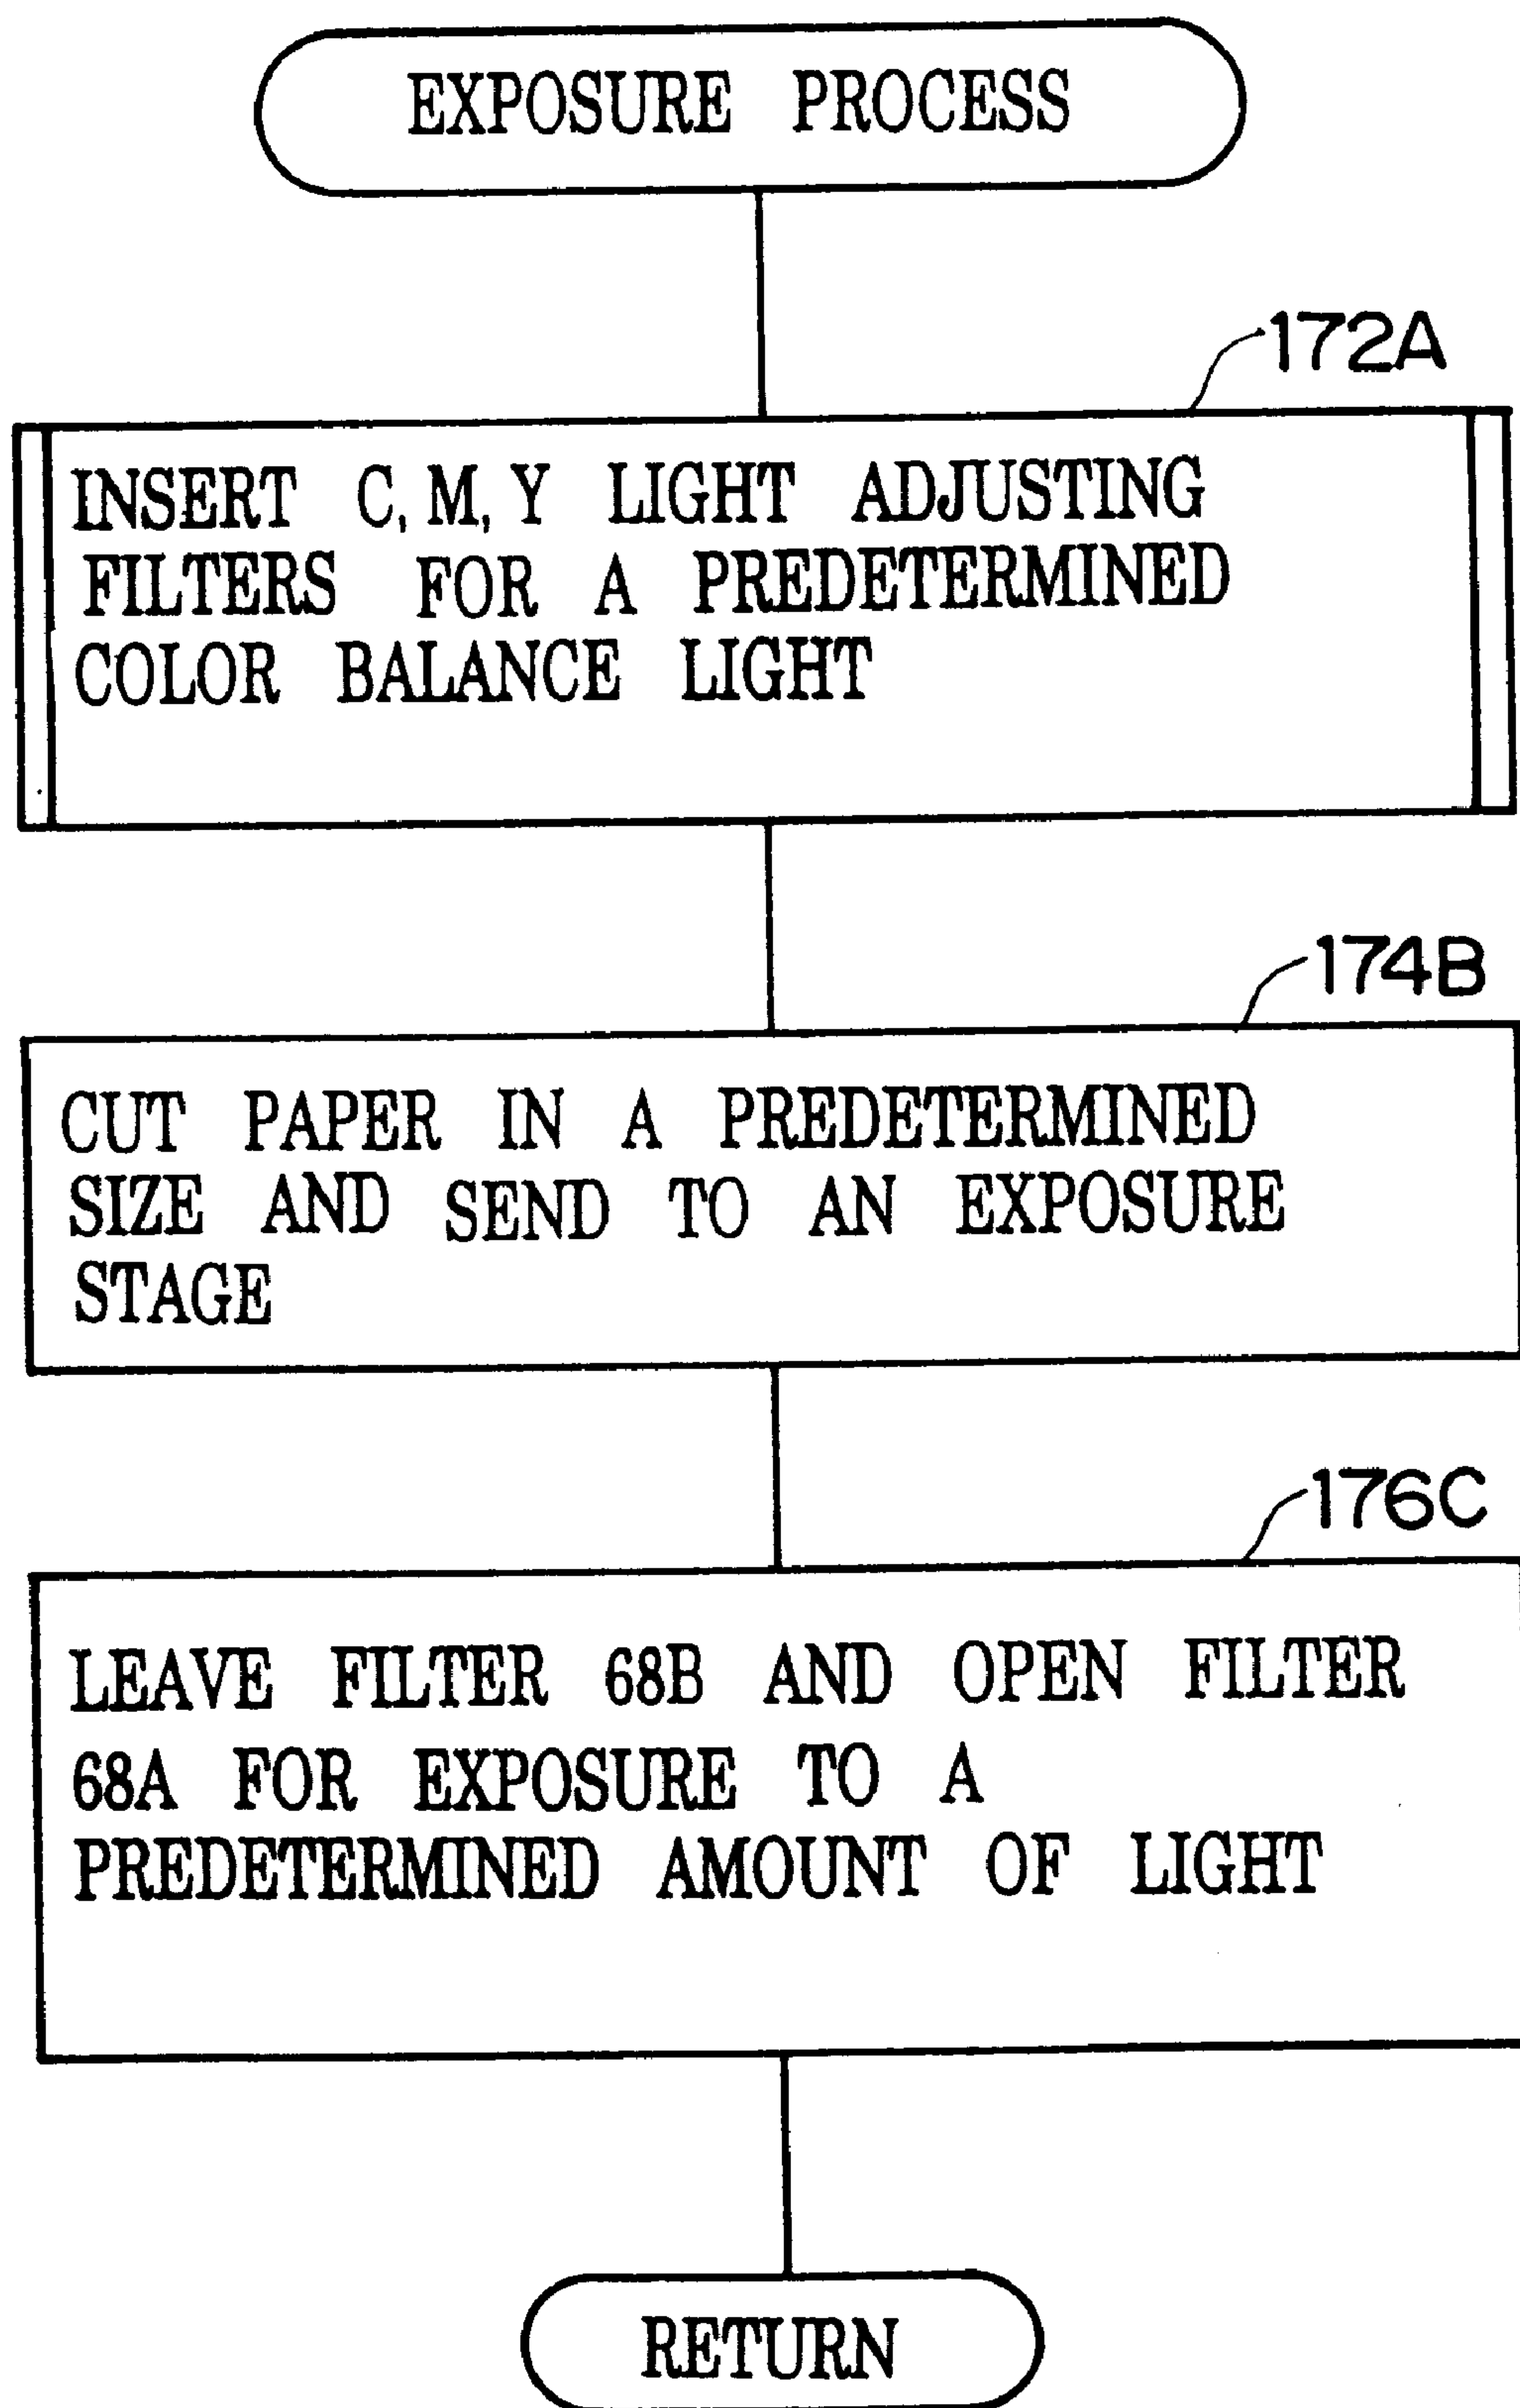 EXPOSURE PROCESS
172A
INSERT C, M, Y LIGHT ADJUSTING
FILTERS FOR A PREDETERMINED
COLOR BALANCE LIGHT
174B
CUT PAPER IN A PREDETERMINED
SIZE AND SEND TO AN EXPOSURE
STAGE
176C
LEAVE FILTER 68B AND OPEN FILTER
68A FOR EXPOSURE TO A
PREDETERMINED AMOUNT OF LIGHT
RETURN